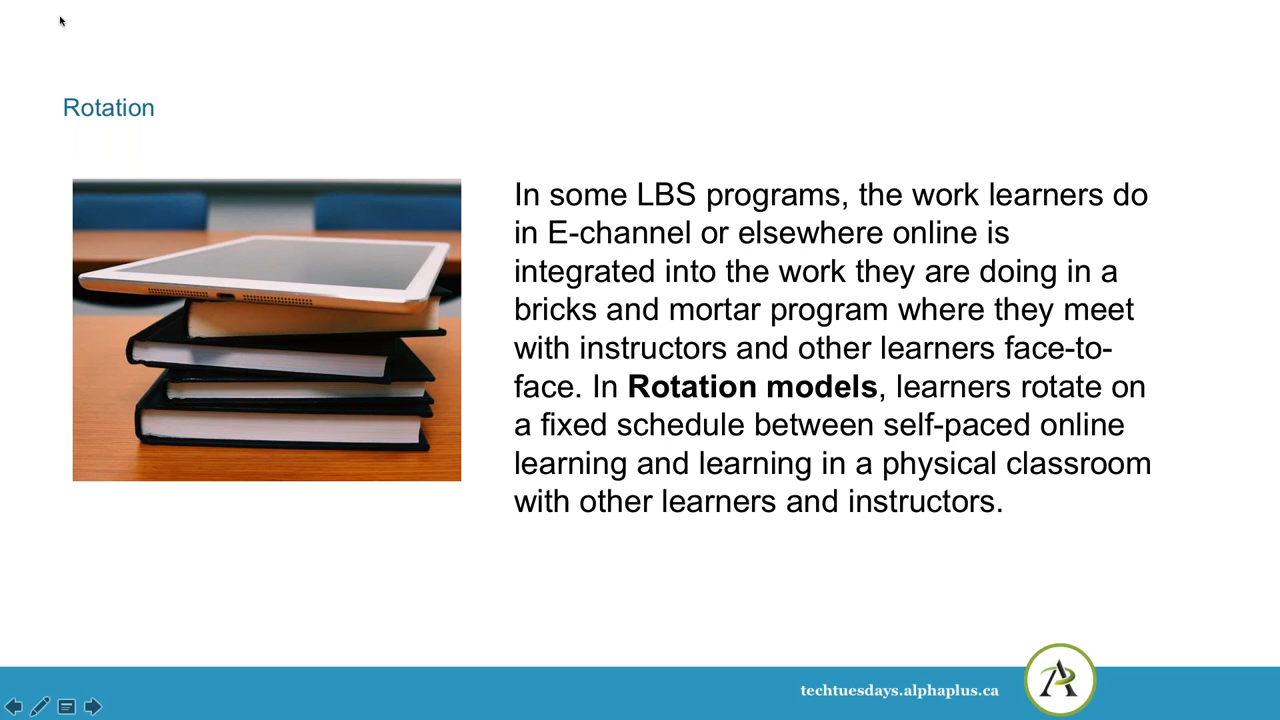 Rotation
In some LBS programs, the work learners do
in E-channel or elsewhere online is
integrated into the work they are doing in a
bricks and mortar program where they meet
with instructors and other learners face-to-
face. In Rotation models, learners rotate on
a fixed schedule between self-paced online
learning and learning in a physical classroom
with other learners and instructors.
techtuesdays.alphaplus.ca